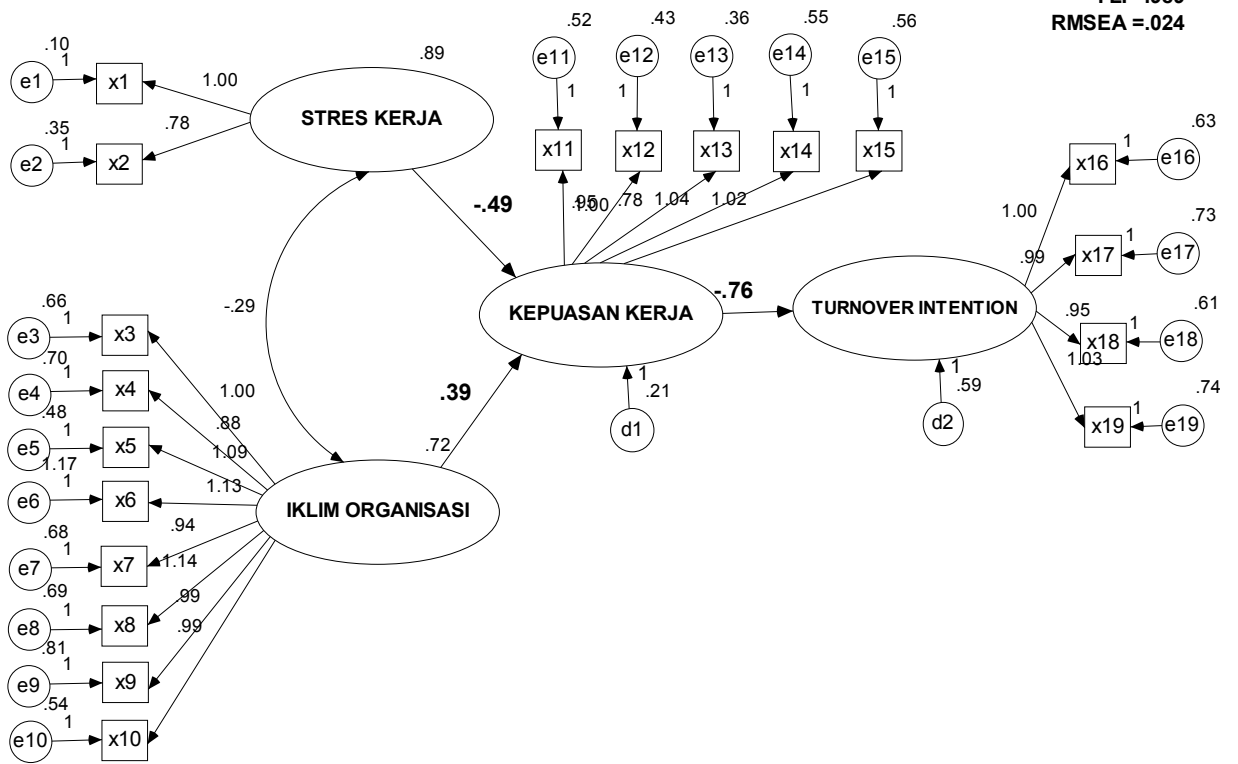 RMSEA =.024
.10
1
e1
x1
1.00
.89
STRES KERJA
.35
1
e2
x2
.78
.52
e11
1
x11
.43
e12
1
x12
.36
e13
1
x13
.55
e14
1
x14
.56
e15
1
x15
.95
1.00
.78
1.04
1.02
-.49
-.29
.39
KEPUASAN KERJA
1
.21
d1
-.76
TURNOVER INTENTION
1
.59
d2
1.00
x16
1
.63
e16
.99
x17
1
.73
e17
.95
x18
1
.61
e18
1.03
x19
1
.74
e19
.66
1
e3
x3
1.00
.70
1
e4
x4
.88
.48
1
e5
x5
1.09
1.17
1
e6
x6
1.13
.68
1
e7
x7
.94
.69
1
e8
x8
1.14
.81
1
e9
x9
.99
.54
1
e10
x10
.99
.72
IKLIM ORGANISASI